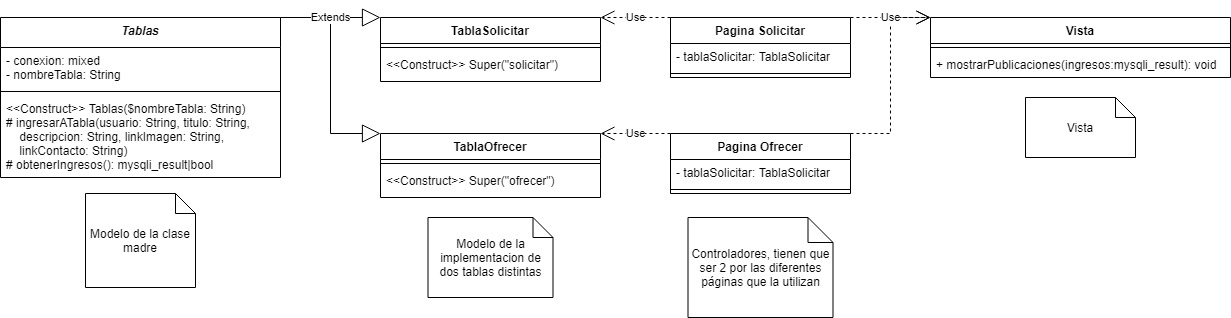 Tablas
- conexion: mixed
- nombreTabla: String
<<Construct>> Tablas($nombreTabla: String)
# ingresarATabla(usuario: String, titulo: String,
descripcion: String, linkImagen: String,
linkContacto: String)
# obtenerIngresos(): mysqli_result|bool
Modelo de la clase
madre
Extends
TablaSolicitar
<<Construct>> Super("solicitar")
TablaOfrecer
<<Construct>> Super("ofrecer")
Modelo de la
implementacion de
dos tablas distintas
Use
Use
Pagina Solicitar
- tablaSolicitar: TablaSolicitar
Pagina Ofrecer
- tablaSolicitar: TablaSolicitar
Controladores, tienen que
ser 2 por las diferentes
páginas que la utilizan
Use
Vista
+ mostrarPublicaciones(ingresos:mysqli_result): void
Vista